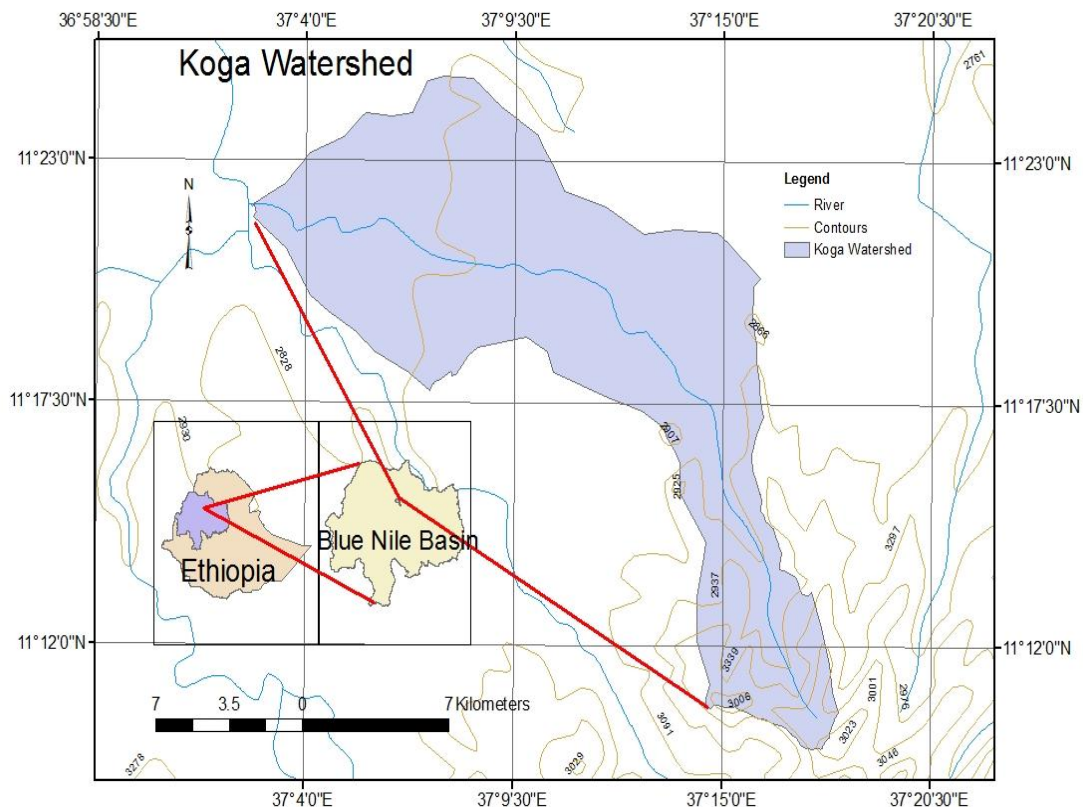 36°58'30"E
37°4'0"E
37°9'30"E
37°15'0"E
37°20'30"E
Koga Watershed
2761
11°23'0"N
11°23'0"N
N
Legend
River
Contours
Koga Watershed
2866
2828
11°17'30"N
11°17'30"N
2930
2907
2925
3297
Blue Nile Basin
Ethiopia
2937
11°12'0"N
11°12'0"N
3339
3001
2976
3008
7 3.5 0 7 Kilometers
3091
3023
3046
3029
3278
37°4'0"E
37°9'30"E
37°15'0"E
37°20'30"E